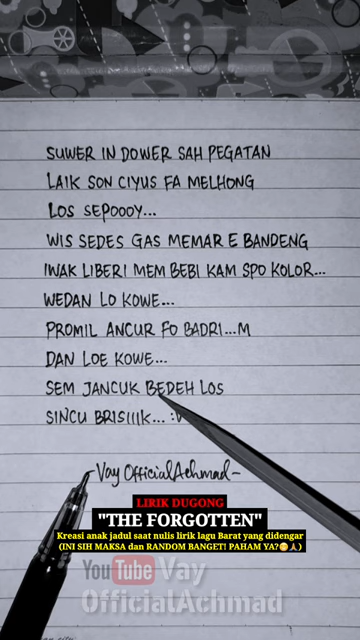 SUWER IN DOWER SAH PEGATAN
LAIK SON CIYUS FA MELHONG
LOS SEPOOOY...
WIS SEDES GAS MEMAR E BANDENG
IWAK LIBERI MEM BEBI KAM SPO KOLOR...
WEDAN LO KOWE...
PROMIL ANCUR FO BADRI...M
DAN LOE KOWE...
SEM JANCUK BEDEH LOS
SINCU BRISIIIK... :V
-Vay OfficialAchmad-
LIRIK DUGONG
"THE FORGOTTEN"
Kreasi anak jadul saat nulis lirik lagu Barat yang didengar
(INI SIH MAKSA dan RANDOM BANGET! PAHAM YA?😁🙏)
YouTube Vay
OfficialAchmad